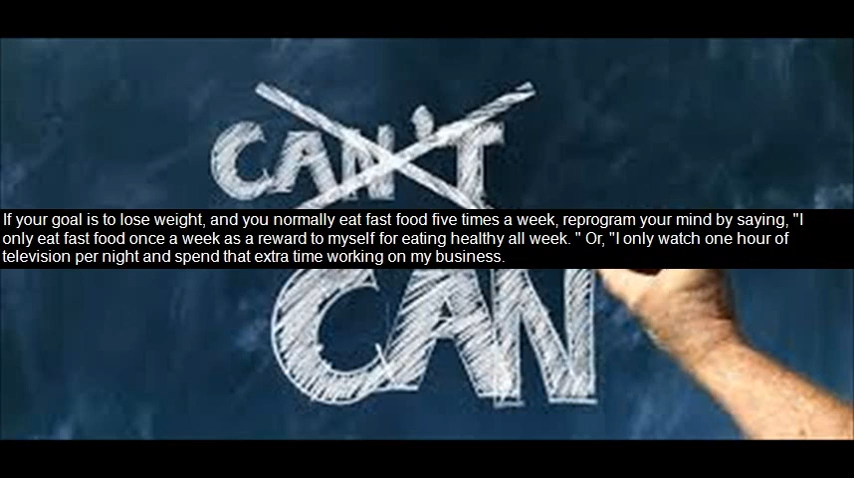 CAN'T
If your goal is to lose weight, and you normally eat fast food five times a week, reprogram your mind by saying, "I
only eat fast food once a week as a reward to myself for eating healthy all week. " Or, "I only watch one hour of
television per night and spend that extra time working on my business.
CAN